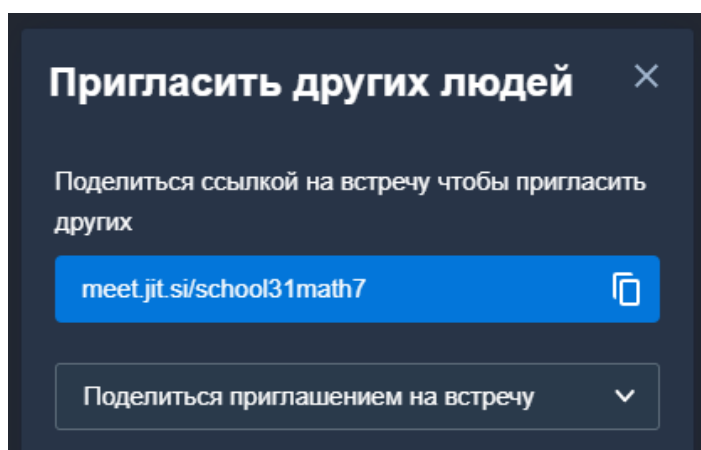 Пригласить других людей
Поделиться ссылкой на встречу чтобы пригласить
других
meet.jit.si/school31math7
Поделиться приглашением на встречу